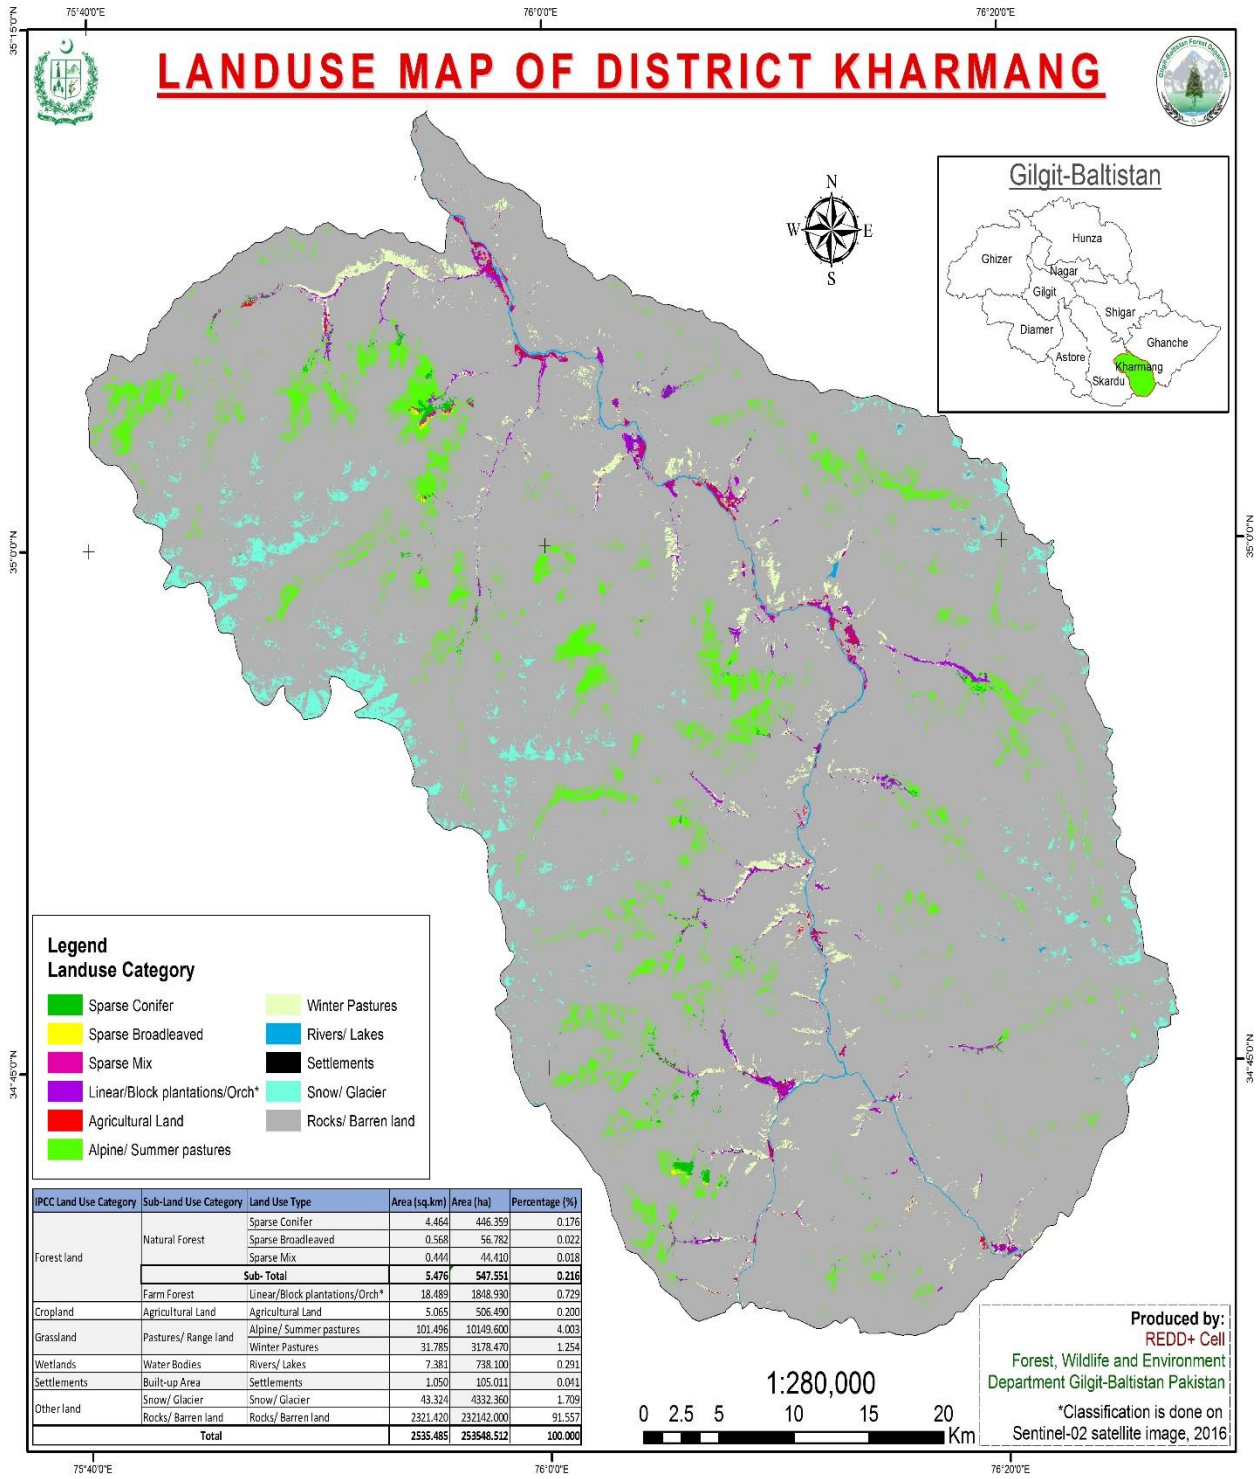 75°40'0"E 76°0'0"E 76°20'0"E
35°15'0"N
LANDUSE MAP OF DISTRICT KHARMANG
Gilgit-Baltistan Forest Department
Gilgit-Baltistan
Hunza
Ghizer
Nagar
Gilgit
Shigar
Diamer
Ghanche
Astore
Kharmang
Skardu
N
W E
S
35°0'0"N 35°0'0"N
34°45'0"N 34°45'0"N
Legend
Landuse Category
Sparse Conifer
Sparse Broadleaved
Sparse Mix
Linear/Block plantations/Orch*
Agricultural Land
Alpine/ Summer pastures
Winter Pastures
Rivers/ Lakes
Settlements
Snow/ Glacier
Rocks/ Barren land
IPCC Land Use Category Sub-Land Use Category Land Use Type Area (sq.km) Area (ha) Percentage (%)
Forest land Natural Forest Sparse Conifer 4.464 446.359 0.176
Sparse Broadleaved 0.568 56.782 0.022
Sparse Mix 0.444 44.410 0.018
Sub- Total 5.476 547.551 0.216
Farm Forest Linear/Block plantations/Orch* 18.489 1848.930 0.729
Cropland Agricultural Land Agricultural Land 5.065 506.490 0.200
Grassland Pastures/ Range land Alpine/ Summer pastures 101.496 10149.600 4.003
Winter Pastures 31.785 3178.470 1.254
Wetlands Water Bodies Rivers/ Lakes 7.381 738.100 0.291
Settlements Built-up Area Settlements 1.050 105.011 0.041
Other land Snow/ Glacier Snow/ Glacier 43.324 4332.360 1.709
Rocks/ Barren land Rocks/ Barren land 2321.420 232142.000 91.557
Total 2535.485 253548.512 100.000
1:280,000
0 2.5 5 10 15 20
Km
Produced by:
REDD+ Cell
Forest, Wildlife and Environment
Department Gilgit-Baltistan Pakistan
*Classification is done on
Sentinel-02 satellite image, 2016
75°40'0"E 76°0'0"E 76°20'0"E